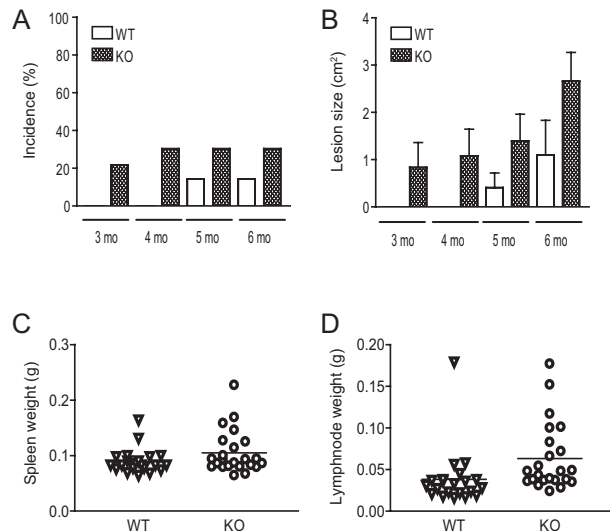 A
WT
KO
Incidence (%)
100
80
60
40
20
0
3 mo 4 mo 5 mo 6 mo
B
WT
KO
Lesion size (cm²)
4
3
2
1
0
3 mo 4 mo 5 mo 6 mo
C
Spleen weight (g)
0.3
0.2
0.1
0.0
WT KO
D
Lymphnode weight (g)
0.20
0.15
0.10
0.05
0.00
WT KO